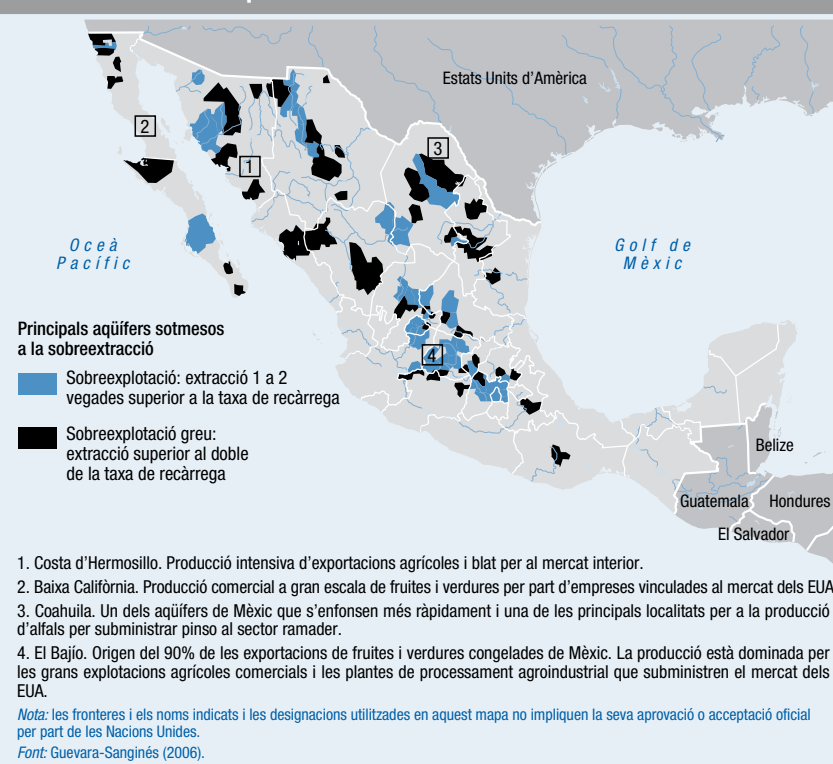 Estats Units d'Amèrica
2
3
1
Oceà
Pacífic
Golf de
Mèxic
Principals aqüífers sotmesos
a la sobreextracció
Sobreexplotació: extracció 1 a 2
vegades superior a la taxa de recàrrega
4
Sobreexplotació greu:
extracció superior al doble
de la taxa de recàrrega
Belize
Guatemala
Hondures
El Salvador
1. Costa d'Hermosillo. Producció intensiva d'exportacions agrícoles i blat per al mercat interior.
2. Baixa Califòrnia. Producció comercial a gran escala de fruites i verdures per part d'empreses vinculades al mercat dels EUA
3. Coahuila. Un dels aqüífers de Mèxic que s'enfonsen més ràpidament i una de les principals localitats per a la producció
d'alfals per subministrar pinso al sector ramader.
4. El Bajío. Origen del 90% de les exportacions de fruites i verdures congelades de Mèxic. La producció està dominada per
les grans explotacions agrícoles comercials i les plantes de processament agroindustrial que subministren el mercat dels
EUA.
Nota: les fronteres i els noms indicats i les designacions utilitzades en aquest mapa no impliquen la seva aprovació o acceptació oficial
per part de les Nacions Unides.
Font: Guevara-Sanginés (2006).